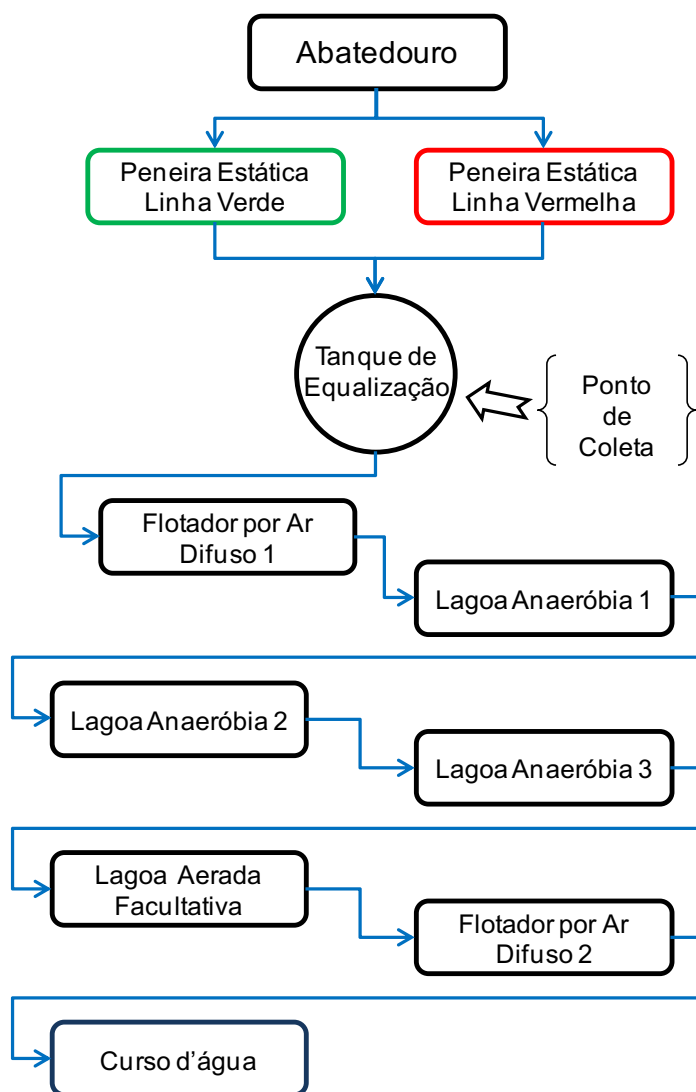 Abatedouro
Peneira Estática
Linha Verde
Peneira Estática
Linha Vermelha
Tanque de
Equalização
Ponto
de
Coleta
Flotador por Ar
Difuso 1
Lagoa Anaeróbia 1
Lagoa Anaeróbia 2
Lagoa Anaeróbia 3
Lagoa Aerada
Facultativa
Flotador por Ar
Difuso 2
Curso d’água